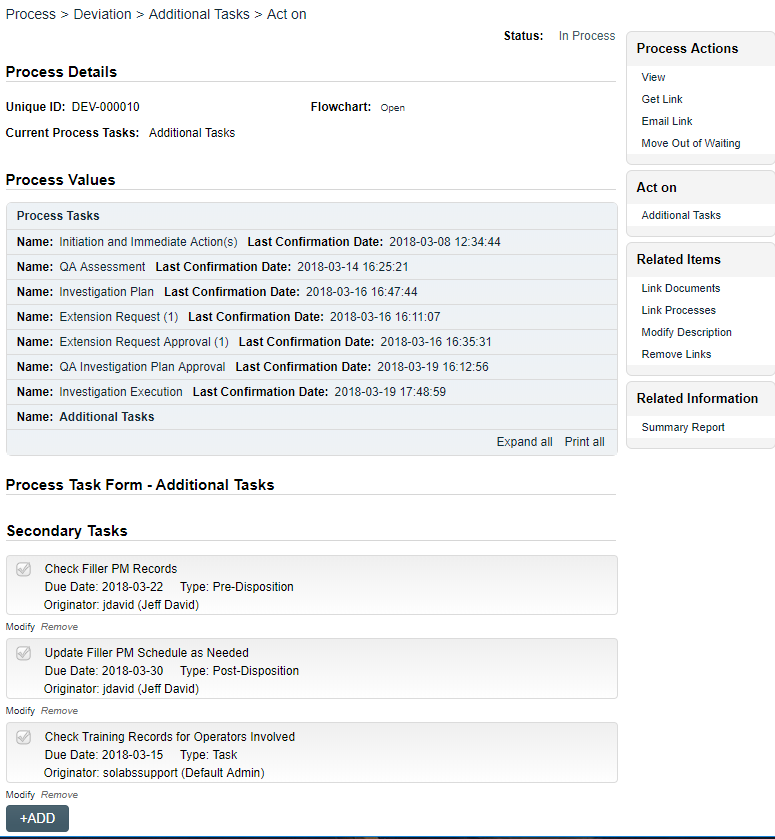 Process > Deviation > Additional Tasks > Act on
Status: In Process
Process Details
Unique ID: DEV-000010 Flowchart: Open
Current Process Tasks: Additional Tasks
Process Values
Process Tasks
Name: Initiation and Immediate Action(s) Last Confirmation Date: 2018-03-08 12:34:44
Name: QA Assessment Last Confirmation Date: 2018-03-14 16:25:21
Name: Investigation Plan Last Confirmation Date: 2018-03-16 16:47:44
Name: Extension Request (1) Last Confirmation Date: 2018-03-16 16:11:07
Name: Extension Request Approval (1) Last Confirmation Date: 2018-03-16 16:35:31
Name: QA Investigation Plan Approval Last Confirmation Date: 2018-03-19 16:12:56
Name: Investigation Execution Last Confirmation Date: 2018-03-19 17:48:59
Name: Additional Tasks
Expand all Print all
Process Task Form - Additional Tasks
Secondary Tasks
Check Filler PM Records
Due Date: 2018-03-22 Type: Pre-Disposition
Originator: jdavid (Jeff David)
Modify Remove
Update Filler PM Schedule as Needed
Due Date: 2018-03-30 Type: Post-Disposition
Originator: jdavid (Jeff David)
Modify Remove
Check Training Records for Operators Involved
Due Date: 2018-03-15 Type: Task
Originator: solabssupport (Default Admin)
Modify Remove
+ADD
Process Actions
View
Get Link
Email Link
Move Out of Waiting
Act on
Additional Tasks
Related Items
Link Documents
Link Processes
Modify Description
Remove Links
Related Information
Summary Report